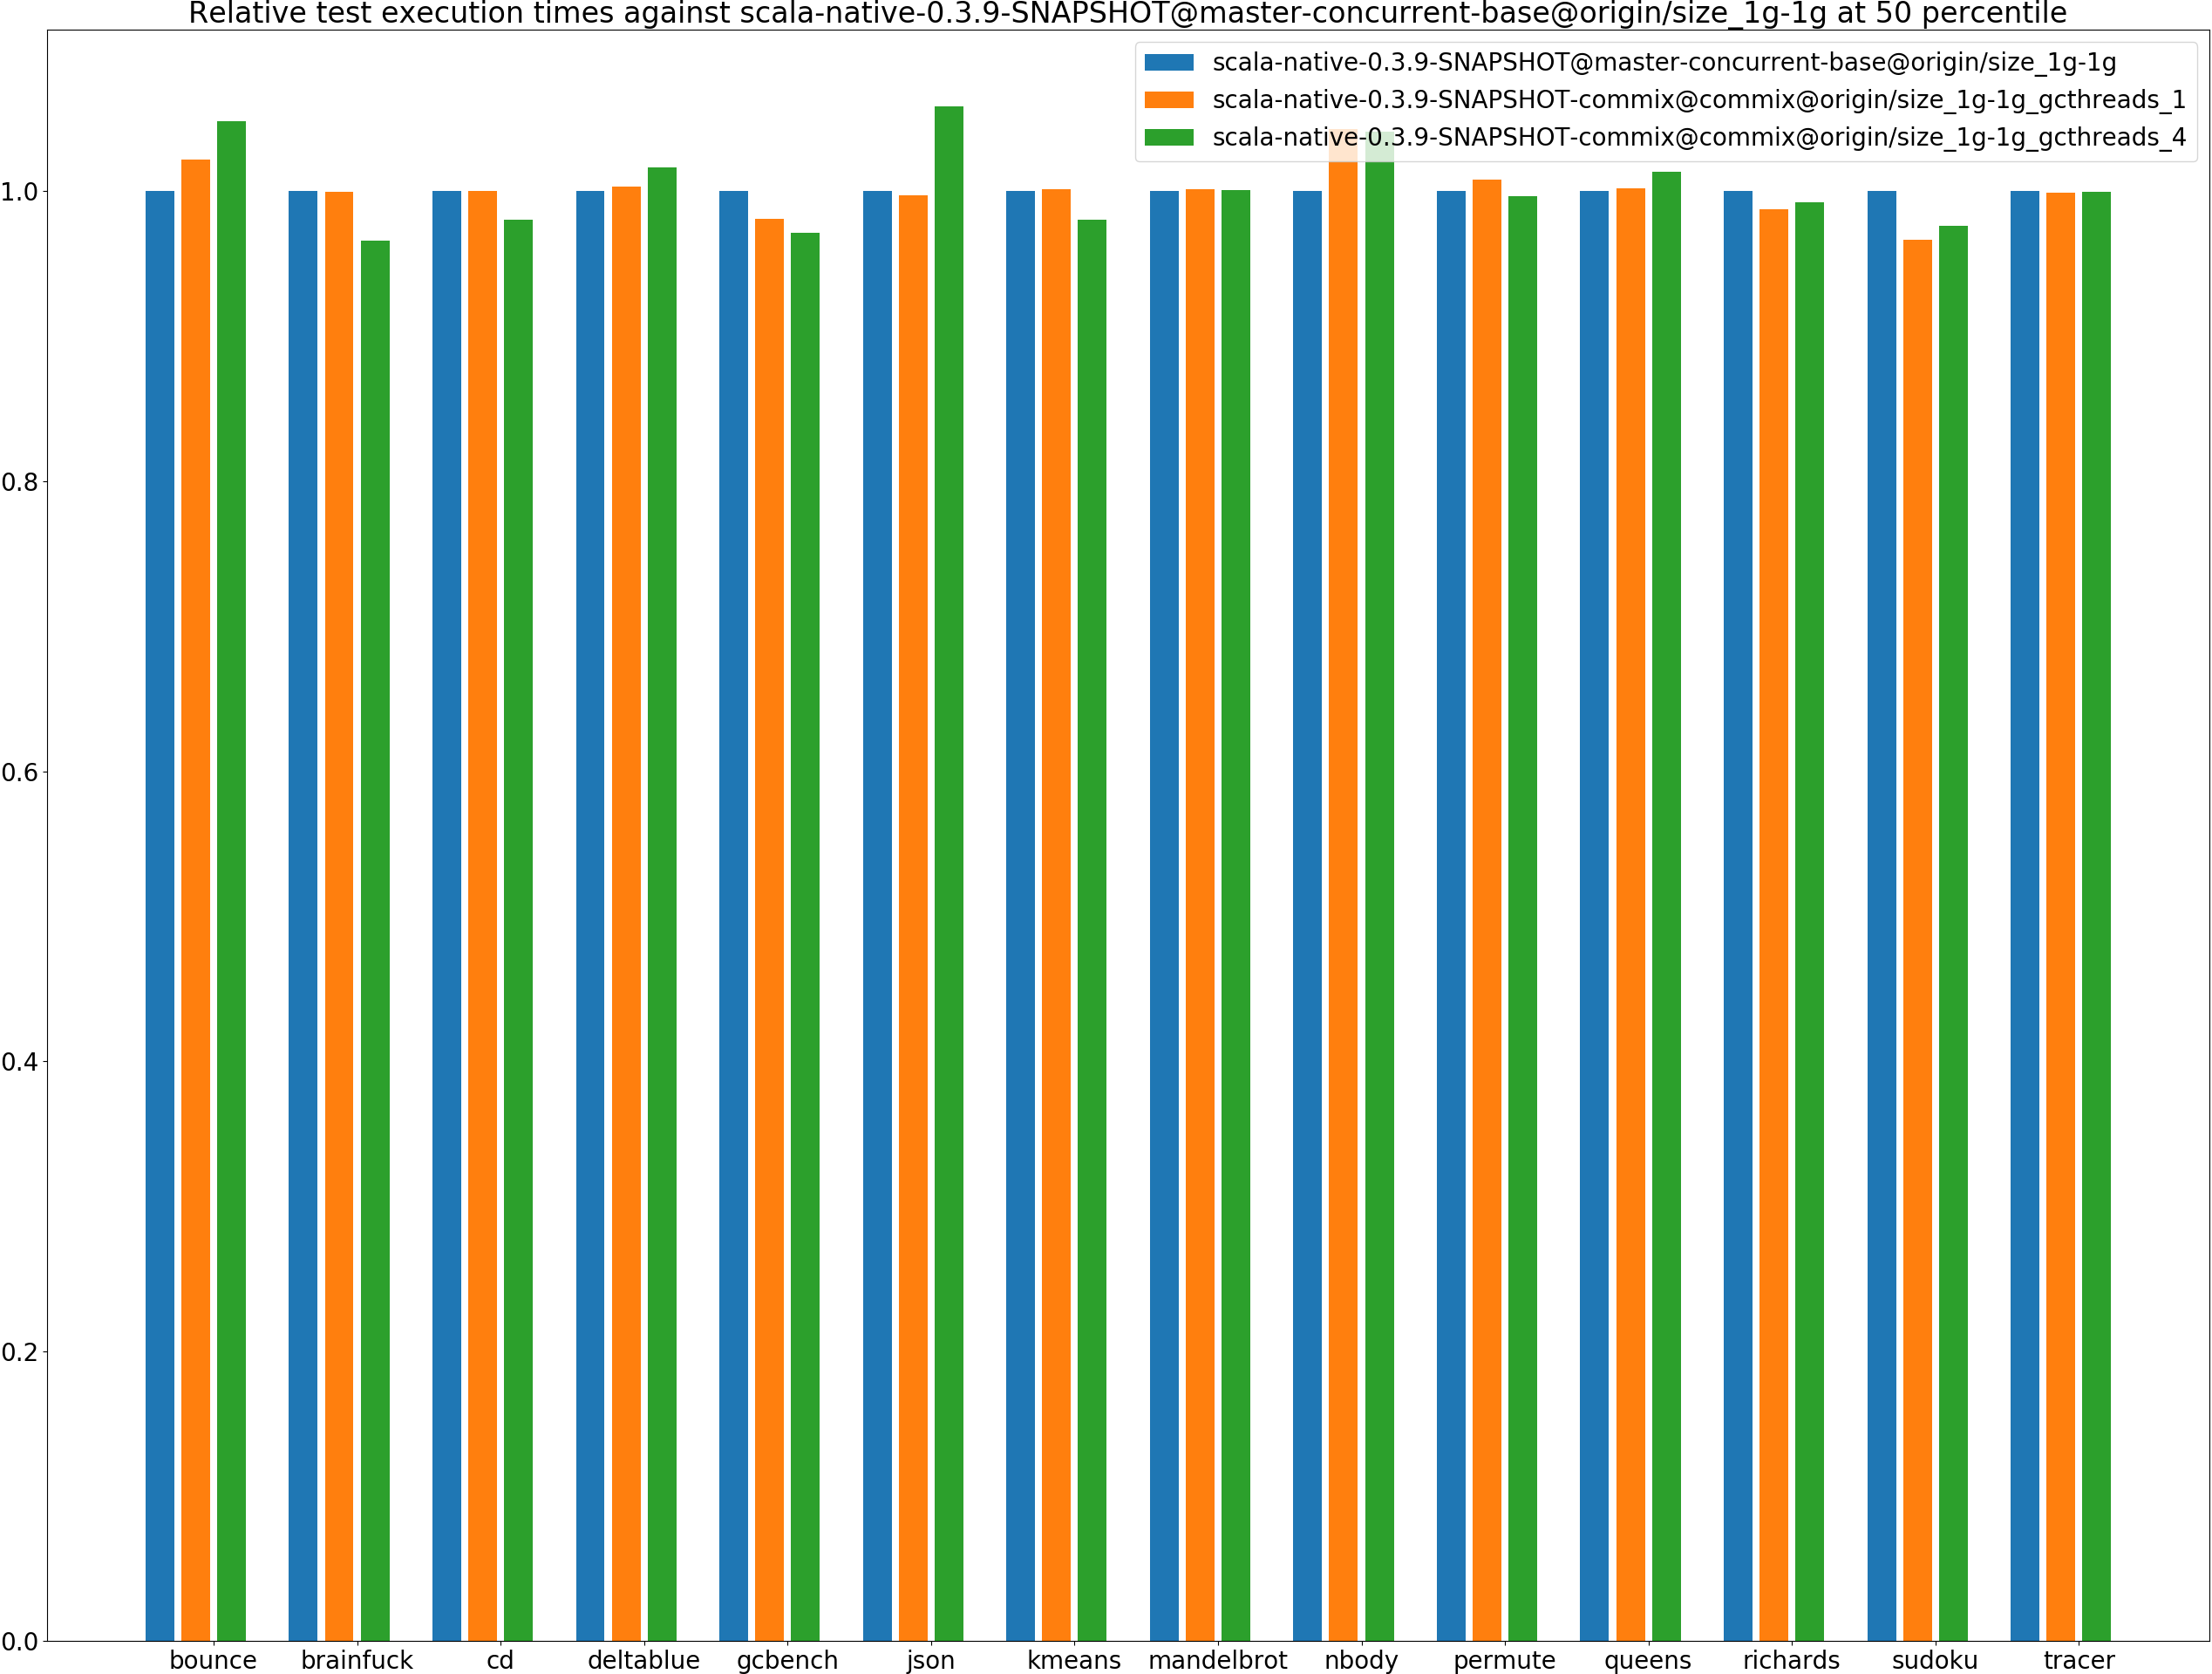 Relative test execution times against scala-native-0.3.9-SNAPSHOT@master-concurrent-base@origin/size_1g-1g at 50 percentile
scala-native-0.3.9-SNAPSHOT@master-concurrent-base@origin/size_1g-1g
scala-native-0.3.9-SNAPSHOT-commix@commix@origin/size_1g-1g_gcthreads_1
scala-native-0.3.9-SNAPSHOT-commix@commix@origin/size_1g-1g_gcthreads_4
1.0
0.8
0.6
0.4
0.2
0.0
bounce brainfuck cd deltablue gcbench json kmeans mandelbrot nbody permute queens richards sudoku tracer